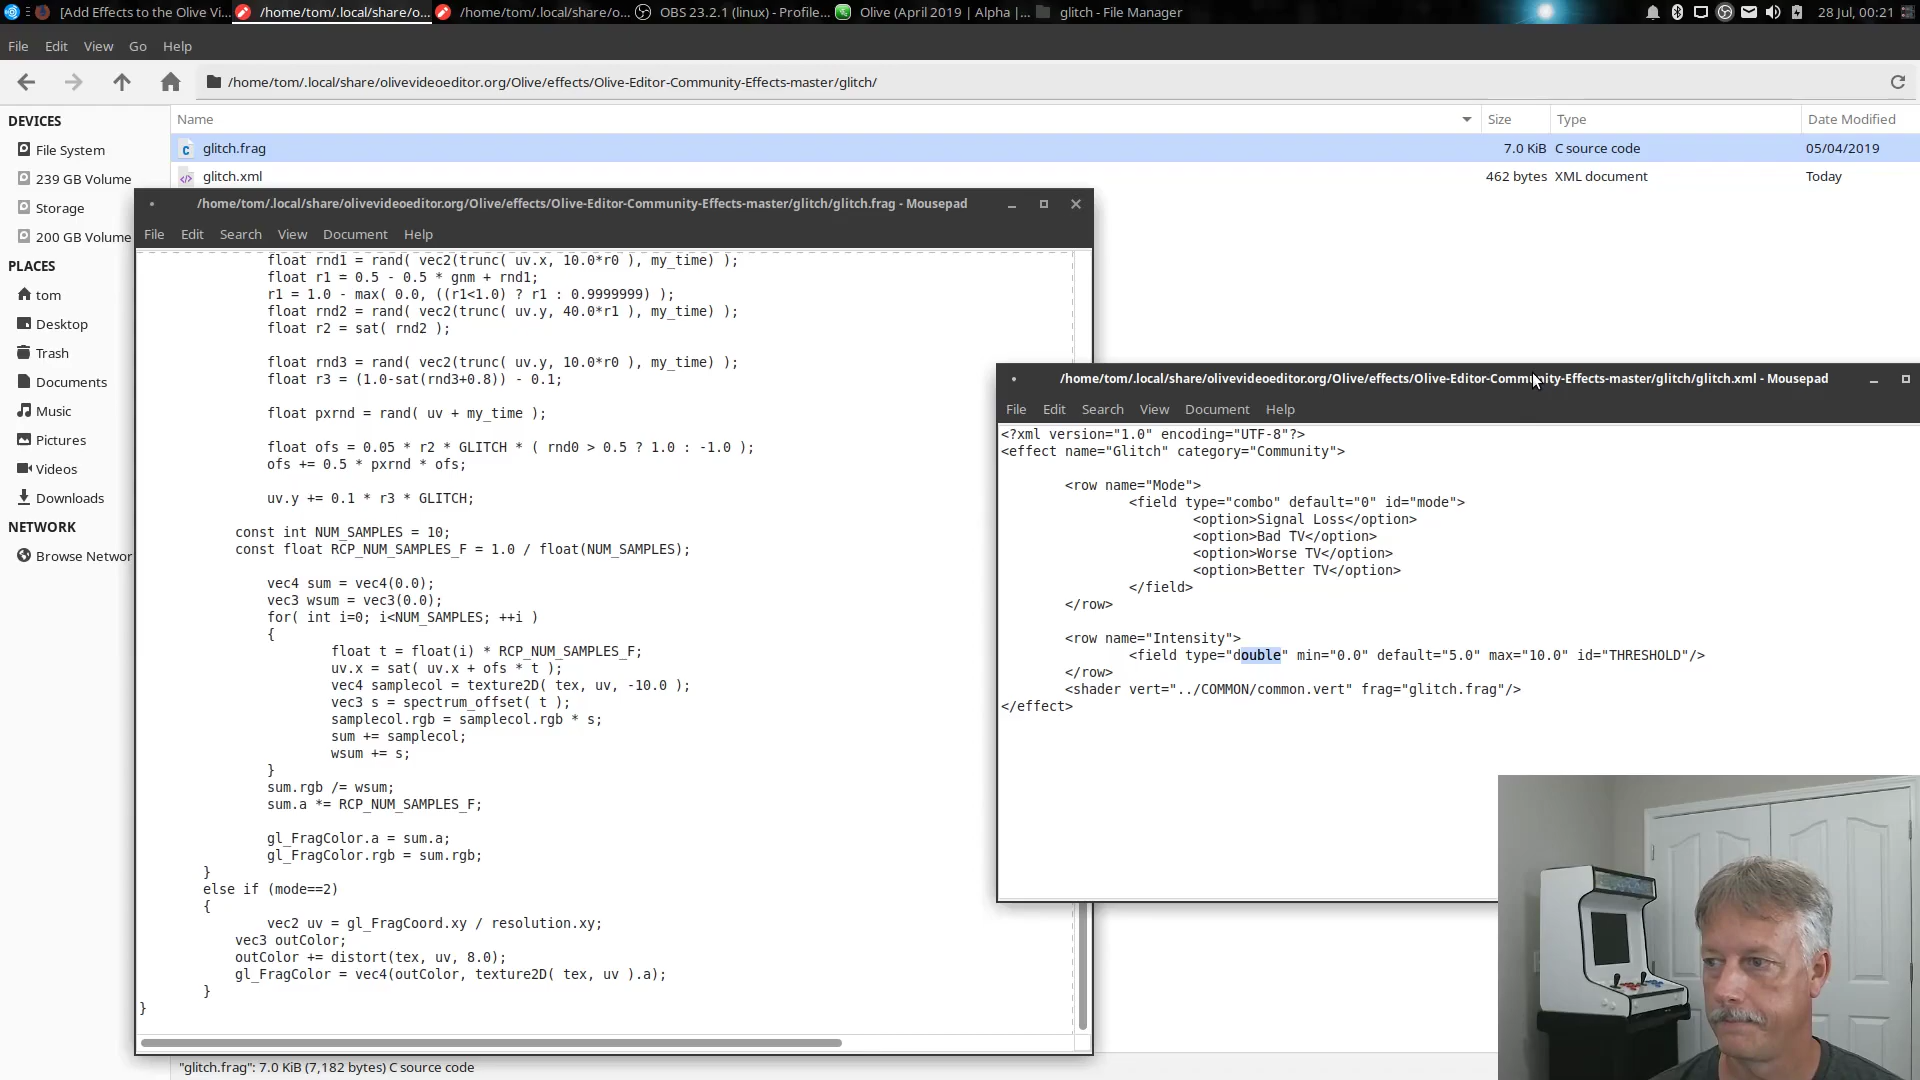 [Add Effects to the Olive Vi...
/home/tom/.local/share/o...
/home/tom/.local/share/o...
OBS 23.2.1 (linux) - Profile...
Olive (April 2019 | Alpha |...
glitch - File Manager
28 Jul, 00:21
File Edit View Go Help
/home/tom/.local/share/olivevideoeditor.org/Olive/effects/Olive-Editor-Community-Effects-master/glitch/
DEVICES
File System
239 GB Volume
Storage
200 GB Volume
PLACES
tom
Desktop
Trash
Documents
Music
Pictures
Videos
Downloads
NETWORK
Browse Networ
Name Size Type Date Modified
glitch.frag 7.0 KiB C source code 05/04/2019
glitch.xml 462 bytes XML document Today
/home/tom/.local/share/olivevideoeditor.org/Olive/effects/Olive-Editor-Community-Effects-master/glitch/glitch.frag - Mousepad
File Edit Search View Document Help
float rnd1 = rand( vec2(trunc( uv.x, 10.0*r0 ), my_time) );
float r1 = 0.5 - 0.5 * gnm + rnd1;
r1 = 1.0 - max( 0.0, ((r1<1.0) ? r1 : 0.9999999) );
float rnd2 = rand( vec2(trunc( uv.y, 40.0*r1 ), my_time) );
float r2 = sat( rnd2 );
float rnd3 = rand( vec2(trunc( uv.y, 10.0*r0 ), my_time) );
float r3 = (1.0-sat(rnd3+0.8)) - 0.1;
float pxrnd = rand( uv + my_time );
float ofs = 0.05 * r2 * GLITCH * ( rnd0 > 0.5 ? 1.0 : -1.0 );
ofs += 0.5 * pxrnd * ofs;
uv.y += 0.1 * r3 * GLITCH;
const int NUM_SAMPLES = 10;
const float RCP_NUM_SAMPLES_F = 1.0 / float(NUM_SAMPLES);
vec4 sum = vec4(0.0);
vec3 wsum = vec3(0.0);
for( int i=0; i<NUM_SAMPLES; ++i )
{
float t = float(i) * RCP_NUM_SAMPLES_F;
uv.x = sat( uv.x + ofs * t );
vec4 samplecol = texture2D( tex, uv, -10.0 );
vec3 s = spectrum_offset( t );
samplecol.rgb = samplecol.rgb * s;
sum += samplecol;
wsum += s;
}
sum.rgb /= wsum;
sum.a *= RCP_NUM_SAMPLES_F;
gl_FragColor.a = sum.a;
gl_FragColor.rgb = sum.rgb;
}
else if (mode==2)
{
vec2 uv = gl_FragCoord.xy / resolution.xy;
vec3 outColor;
outColor += distort(tex, uv, 8.0);
gl_FragColor = vec4(outColor, texture2D( tex, uv ).a);
}
}
/home/tom/.local/share/olivevideoeditor.org/Olive/effects/Olive-Editor-Community-Effects-master/glitch/glitch.xml - Mousepad
File Edit Search View Document Help
<?xml version="1.0" encoding="UTF-8"?>
<effect name="Glitch" category="Community">
<row name="Mode">
<field type="combo" default="0" id="mode">
<option>Signal Loss</option>
<option>Bad TV</option>
<option>Worse TV</option>
<option>Better TV</option>
</field>
</row>
<row name="Intensity">
<field type="double" min="0.0" default="5.0" max="10.0" id="THRESHOLD"/>
</row>
<shader vert="../COMMON/common.vert" frag="glitch.frag"/>
</effect>
"glitch.frag": 7.0 KiB (7,182 bytes) C source code